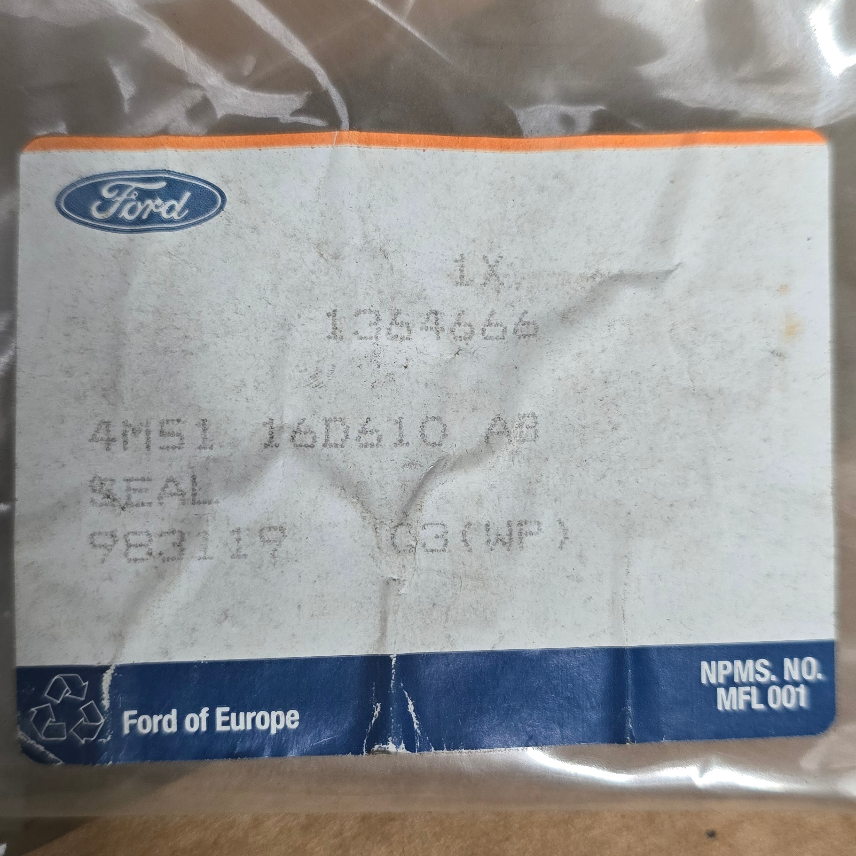 Ford
1X
1364666
4M51 16D610 AB
SEAL
983119 C3(WP)
Ford of Europe
NPMS. NO.
MFL 001